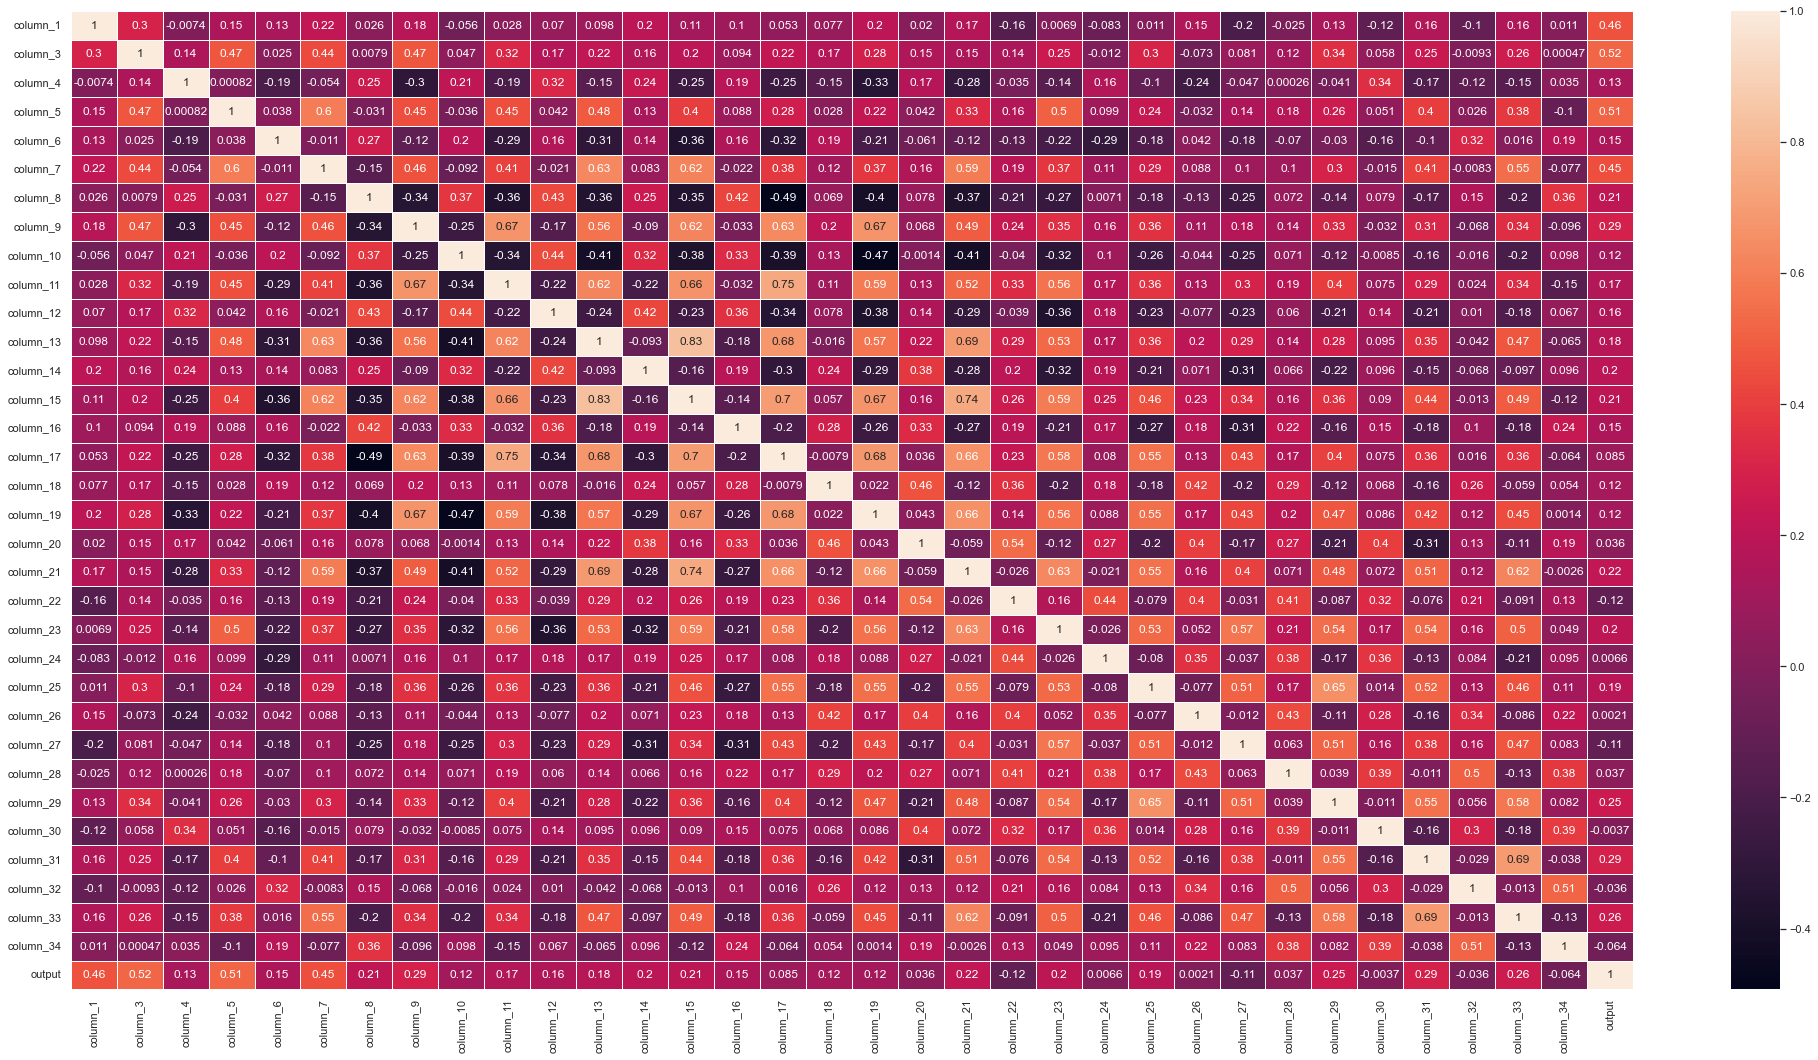 column_1 1 0.3 -0.0074 0.15 0.13 0.22 0.026 0.18 -0.056 0.028 0.07 0.098 0.2 0.11 0.1 0.053 0.077 0.2 0.02 0.17 -0.16 0.0069 -0.083 0.011 0.15 -0.2 -0.025 0.13 -0.12 0.16 -0.1 0.16 0.011 0.46
column_3 0.3 1 0.14 0.47 0.025 0.44 0.0079 0.47 0.047 0.32 0.17 0.22 0.16 0.2 0.094 0.22 0.17 0.28 0.15 0.15 0.14 0.25 -0.012 0.3 -0.073 0.081 0.12 0.34 0.058 0.25 -0.0093 0.26 0.00047 0.52
column_4 -0.0074 0.14 1 0.00082 -0.19 -0.054 0.25 -0.3 0.21 -0.19 0.32 -0.15 0.24 -0.25 0.19 -0.25 -0.15 -0.33 0.17 -0.28 -0.035 -0.14 0.16 -0.1 -0.24 -0.047 0.00026 -0.041 0.34 -0.17 -0.12 -0.15 0.035 0.13
column_5 0.15 0.47 0.00082 1 0.038 0.6 -0.031 0.45 -0.036 0.45 0.042 0.48 0.13 0.4 0.088 0.28 0.028 0.22 0.042 0.33 0.16 0.5 0.099 0.24 -0.032 0.14 0.18 0.26 0.051 0.4 0.026 0.38 -0.1 0.51
column_6 0.13 0.025 -0.19 0.038 1 -0.011 0.27 -0.12 0.2 -0.29 0.16 -0.31 0.14 -0.36 0.16 -0.32 0.19 -0.21 -0.061 -0.12 -0.13 -0.22 -0.29 -0.18 0.042 -0.18 -0.07 -0.03 -0.16 -0.1 0.32 0.016 0.19 0.15
column_7 0.22 0.44 -0.054 0.6 -0.011 1 -0.15 0.46 -0.092 0.41 -0.021 0.63 0.083 0.62 -0.022 0.38 0.12 0.37 0.16 0.59 0.19 0.37 0.11 0.29 0.088 0.1 0.1 0.3 -0.015 0.41 -0.0083 0.55 -0.077 0.45
column_8 0.026 0.0079 0.25 -0.031 0.27 -0.15 1 -0.34 0.37 -0.36 0.43 -0.36 0.25 -0.35 0.42 -0.49 0.069 -0.4 0.078 -0.37 -0.21 -0.27 0.0071 -0.18 -0.13 -0.25 0.072 -0.14 0.079 -0.17 0.15 -0.2 0.36 0.21
column_9 0.18 0.47 -0.3 0.45 -0.12 0.46 -0.34 1 -0.25 0.67 -0.17 0.56 -0.09 0.62 -0.033 0.63 0.2 0.67 0.068 0.49 0.24 0.35 0.16 0.36 0.11 0.18 0.14 0.33 -0.032 0.31 -0.068 0.34 -0.096 0.29
column_10 -0.056 0.047 0.21 -0.036 0.2 -0.092 0.37 -0.25 1 -0.34 0.44 -0.41 0.32 -0.38 0.33 -0.39 0.13 -0.47 -0.0014 -0.41 -0.04 -0.32 0.1 -0.26 -0.044 -0.25 0.071 -0.12 -0.0085 -0.16 -0.016 -0.2 0.098 0.12
column_11 0.028 0.32 -0.19 0.45 -0.29 0.41 -0.36 0.67 -0.34 1 -0.22 0.62 -0.22 0.66 -0.032 0.75 0.11 0.59 0.13 0.52 0.33 0.56 0.17 0.36 0.13 0.3 0.19 0.4 0.075 0.29 0.024 0.34 -0.15 0.17
column_12 0.07 0.17 0.32 0.042 0.16 -0.021 0.43 -0.17 0.44 -0.22 1 -0.24 0.42 -0.23 0.36 -0.34 0.078 -0.38 0.14 -0.29 -0.039 -0.36 0.18 -0.23 -0.077 -0.23 0.06 -0.21 0.14 -0.21 0.01 -0.18 0.067 0.16
column_13 0.098 0.22 -0.15 0.48 -0.31 0.63 -0.36 0.56 -0.41 0.62 -0.24 1 -0.093 0.83 -0.18 0.68 -0.016 0.57 0.22 0.69 0.29 0.53 0.17 0.36 0.2 0.29 0.14 0.28 0.095 0.35 -0.042 0.47 -0.065 0.18
column_14 0.2 0.16 0.24 0.13 0.14 0.083 0.25 -0.09 0.32 -0.22 0.42 -0.093 1 -0.16 0.19 -0.3 0.24 -0.29 0.38 -0.28 0.2 -0.32 0.19 -0.21 0.071 -0.31 0.066 -0.22 0.096 -0.15 -0.068 -0.097 0.096 0.2
column_15 0.11 0.2 -0.25 0.4 -0.36 0.62 -0.35 0.62 -0.38 0.66 -0.23 0.83 -0.16 1 -0.14 0.7 0.057 0.67 0.16 0.74 0.26 0.59 0.25 0.46 0.23 0.34 0.16 0.36 0.09 0.44 -0.013 0.49 -0.12 0.21
column_16 0.1 0.094 0.19 0.088 0.16 -0.022 0.42 -0.033 0.33 -0.032 0.36 -0.18 0.19 -0.14 1 -0.2 0.28 -0.26 0.33 -0.27 0.19 -0.21 0.17 -0.27 0.18 -0.31 0.22 -0.16 0.15 -0.18 0.1 -0.18 0.24 0.15
column_17 0.053 0.22 -0.25 0.28 -0.32 0.38 -0.49 0.63 -0.39 0.75 -0.34 0.68 -0.3 0.7 -0.2 1 -0.0079 0.68 0.036 0.66 0.23 0.58 0.08 0.55 0.13 0.43 0.17 0.4 0.075 0.36 0.016 0.36 -0.064 0.085
column_18 0.077 0.17 -0.15 0.028 0.19 0.12 0.069 0.2 0.13 0.11 0.078 -0.016 0.24 0.057 0.28 -0.0079 1 0.022 0.46 -0.12 0.36 -0.2 0.18 -0.18 0.42 -0.2 0.29 -0.12 0.068 -0.16 0.26 -0.059 0.054 0.12
column_19 0.2 0.28 -0.33 0.22 -0.21 0.37 -0.4 0.67 -0.47 0.59 -0.38 0.57 -0.29 0.67 -0.26 0.68 0.022 1 0.043 0.66 0.14 0.56 0.088 0.55 0.17 0.43 0.2 0.47 0.086 0.42 0.12 0.45 0.0014 0.12
column_20 0.02 0.15 0.17 0.042 -0.061 0.16 0.078 0.068 -0.0014 0.13 0.14 0.22 0.38 0.16 0.33 0.036 0.46 0.043 1 -0.059 0.54 -0.12 0.27 -0.2 0.4 -0.17 0.27 -0.21 0.4 -0.31 0.13 -0.11 0.19 0.036
column_21 0.17 0.15 -0.28 0.33 -0.12 0.59 -0.37 0.49 -0.41 0.52 -0.29 0.69 -0.28 0.74 -0.27 0.66 -0.12 0.66 -0.059 1 -0.026 0.63 -0.021 0.55 0.16 0.4 0.071 0.48 0.072 0.51 0.12 0.62 -0.0026 0.22
column_22 -0.16 0.14 -0.035 0.16 -0.13 0.19 -0.21 0.24 -0.04 0.33 -0.039 0.29 0.2 0.26 0.19 0.23 0.36 0.14 0.54 -0.026 1 0.16 0.44 -0.079 0.4 -0.031 0.41 -0.087 0.32 -0.076 0.21 -0.091 0.13 -0.12
column_23 0.0069 0.25 -0.14 0.5 -0.22 0.37 -0.27 0.35 -0.32 0.56 -0.36 0.53 -0.32 0.59 -0.21 0.58 -0.2 0.56 -0.12 0.63 0.16 1 -0.026 0.53 0.052 0.57 0.21 0.54 0.17 0.54 0.16 0.5 0.049 0.2
column_24 -0.083 -0.012 0.16 0.099 -0.29 0.11 0.0071 0.16 0.1 0.17 0.18 0.17 0.19 0.25 0.17 0.08 0.18 0.088 0.27 -0.021 0.44 -0.026 1 -0.08 0.35 -0.037 0.38 -0.17 0.36 -0.13 0.084 -0.21 0.095 0.0066
column_25 0.011 0.3 -0.1 0.24 -0.18 0.29 -0.18 0.36 -0.26 0.36 -0.23 0.36 -0.21 0.46 -0.27 0.55 -0.18 0.55 -0.2 0.55 -0.079 0.53 -0.08 1 -0.077 0.51 0.17 0.65 0.014 0.52 0.13 0.46 0.11 0.19
column_26 0.15 -0.073 -0.24 -0.032 0.042 0.088 -0.13 0.11 -0.044 0.13 -0.077 0.2 0.071 0.23 0.18 0.13 0.42 0.17 0.4 0.16 0.4 0.052 0.35 -0.077 1 -0.012 0.43 -0.11 0.28 -0.16 0.34 -0.086 0.22 0.0021
column_27 -0.2 0.081 -0.047 0.14 -0.18 0.1 -0.25 0.18 -0.25 0.3 -0.23 0.29 -0.31 0.34 -0.31 0.43 -0.2 0.43 -0.17 0.4 -0.031 0.57 -0.037 0.51 -0.012 1 0.063 0.51 0.16 0.38 0.16 0.47 0.083 -0.11
column_28 -0.025 0.12 0.00026 0.18 -0.07 0.1 0.072 0.14 0.071 0.19 0.06 0.14 0.066 0.16 0.22 0.17 0.29 0.2 0.27 0.071 0.41 0.21 0.38 0.17 0.43 0.063 1 0.039 0.39 -0.011 0.5 -0.13 0.38 0.037
column_29 0.13 0.34 -0.041 0.26 -0.03 0.3 -0.14 0.33 -0.12 0.4 -0.21 0.28 -0.22 0.36 -0.16 0.4 -0.12 0.47 -0.21 0.48 -0.087 0.54 -0.17 0.65 -0.11 0.51 0.039 1 -0.011 0.55 0.056 0.58 0.082 0.25
column_30 -0.12 0.058 0.34 0.051 -0.16 -0.015 0.079 -0.032 -0.0085 0.075 0.14 0.095 0.096 0.09 0.15 0.075 0.068 0.086 0.4 0.072 0.32 0.17 0.36 0.014 0.28 0.16 0.39 -0.011 1 -0.16 0.3 -0.18 0.39 -0.0037
column_31 0.16 0.25 -0.17 0.4 -0.1 0.41 -0.17 0.31 -0.16 0.29 -0.21 0.35 -0.15 0.44 -0.18 0.36 -0.16 0.42 -0.31 0.51 -0.076 0.54 -0.13 0.52 -0.16 0.38 -0.011 0.55 -0.16 1 -0.029 0.69 -0.038 0.29
column_32 -0.1 -0.0093 -0.12 0.026 0.32 -0.0083 0.15 -0.068 -0.016 0.024 0.01 -0.042 -0.068 -0.013 0.1 0.016 0.26 0.12 0.13 0.12 0.21 0.16 0.084 0.13 0.34 0.16 0.5 0.056 0.3 -0.029 1 -0.013 0.51 -0.036
column_33 0.16 0.26 -0.15 0.38 0.016 0.55 -0.2 0.34 -0.2 0.34 -0.18 0.47 -0.097 0.49 -0.18 0.36 -0.059 0.45 -0.11 0.62 -0.091 0.5 -0.21 0.46 -0.086 0.47 -0.13 0.58 -0.18 0.69 -0.013 1 -0.13 0.26
column_34 0.011 0.00047 0.035 -0.1 0.19 -0.077 0.36 -0.096 0.098 -0.15 0.067 -0.065 0.096 -0.12 0.24 -0.064 0.054 0.0014 0.19 -0.0026 0.13 0.049 0.095 0.11 0.22 0.083 0.38 0.082 0.39 -0.038 0.51 -0.13 1 -0.064
output 0.46 0.52 0.13 0.51 0.15 0.45 0.21 0.29 0.12 0.17 0.16 0.18 0.2 0.21 0.15 0.085 0.12 0.12 0.036 0.22 -0.12 0.2 0.0066 0.19 0.0021 -0.11 0.037 0.25 -0.0037 0.29 -0.036 0.26 -0.064 1
column_1 column_3 column_4 column_5 column_6 column_7 column_8 column_9 column_10 column_11 column_12 column_13 column_14 column_15 column_16 column_17 column_18 column_19 column_20 column_21 column_22 column_23 column_24 column_25 column_26 column_27 column_28 column_29 column_30 column_31 column_32 column_33 column_34 output
1.0
0.8
0.6
0.4
0.2
0.0
−0.2
−0.4